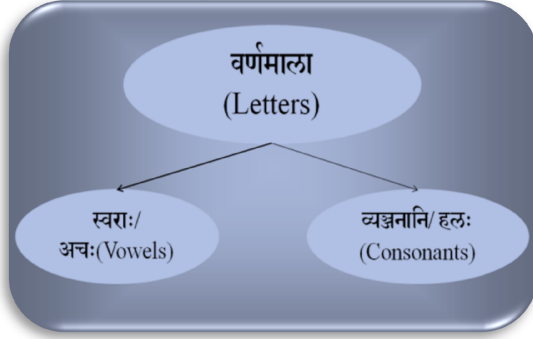 वर्णमाला
(Letters)
स्वराः/
अचः(Vowels)
व्यञ्जनानि/ हलः
(Consonants)